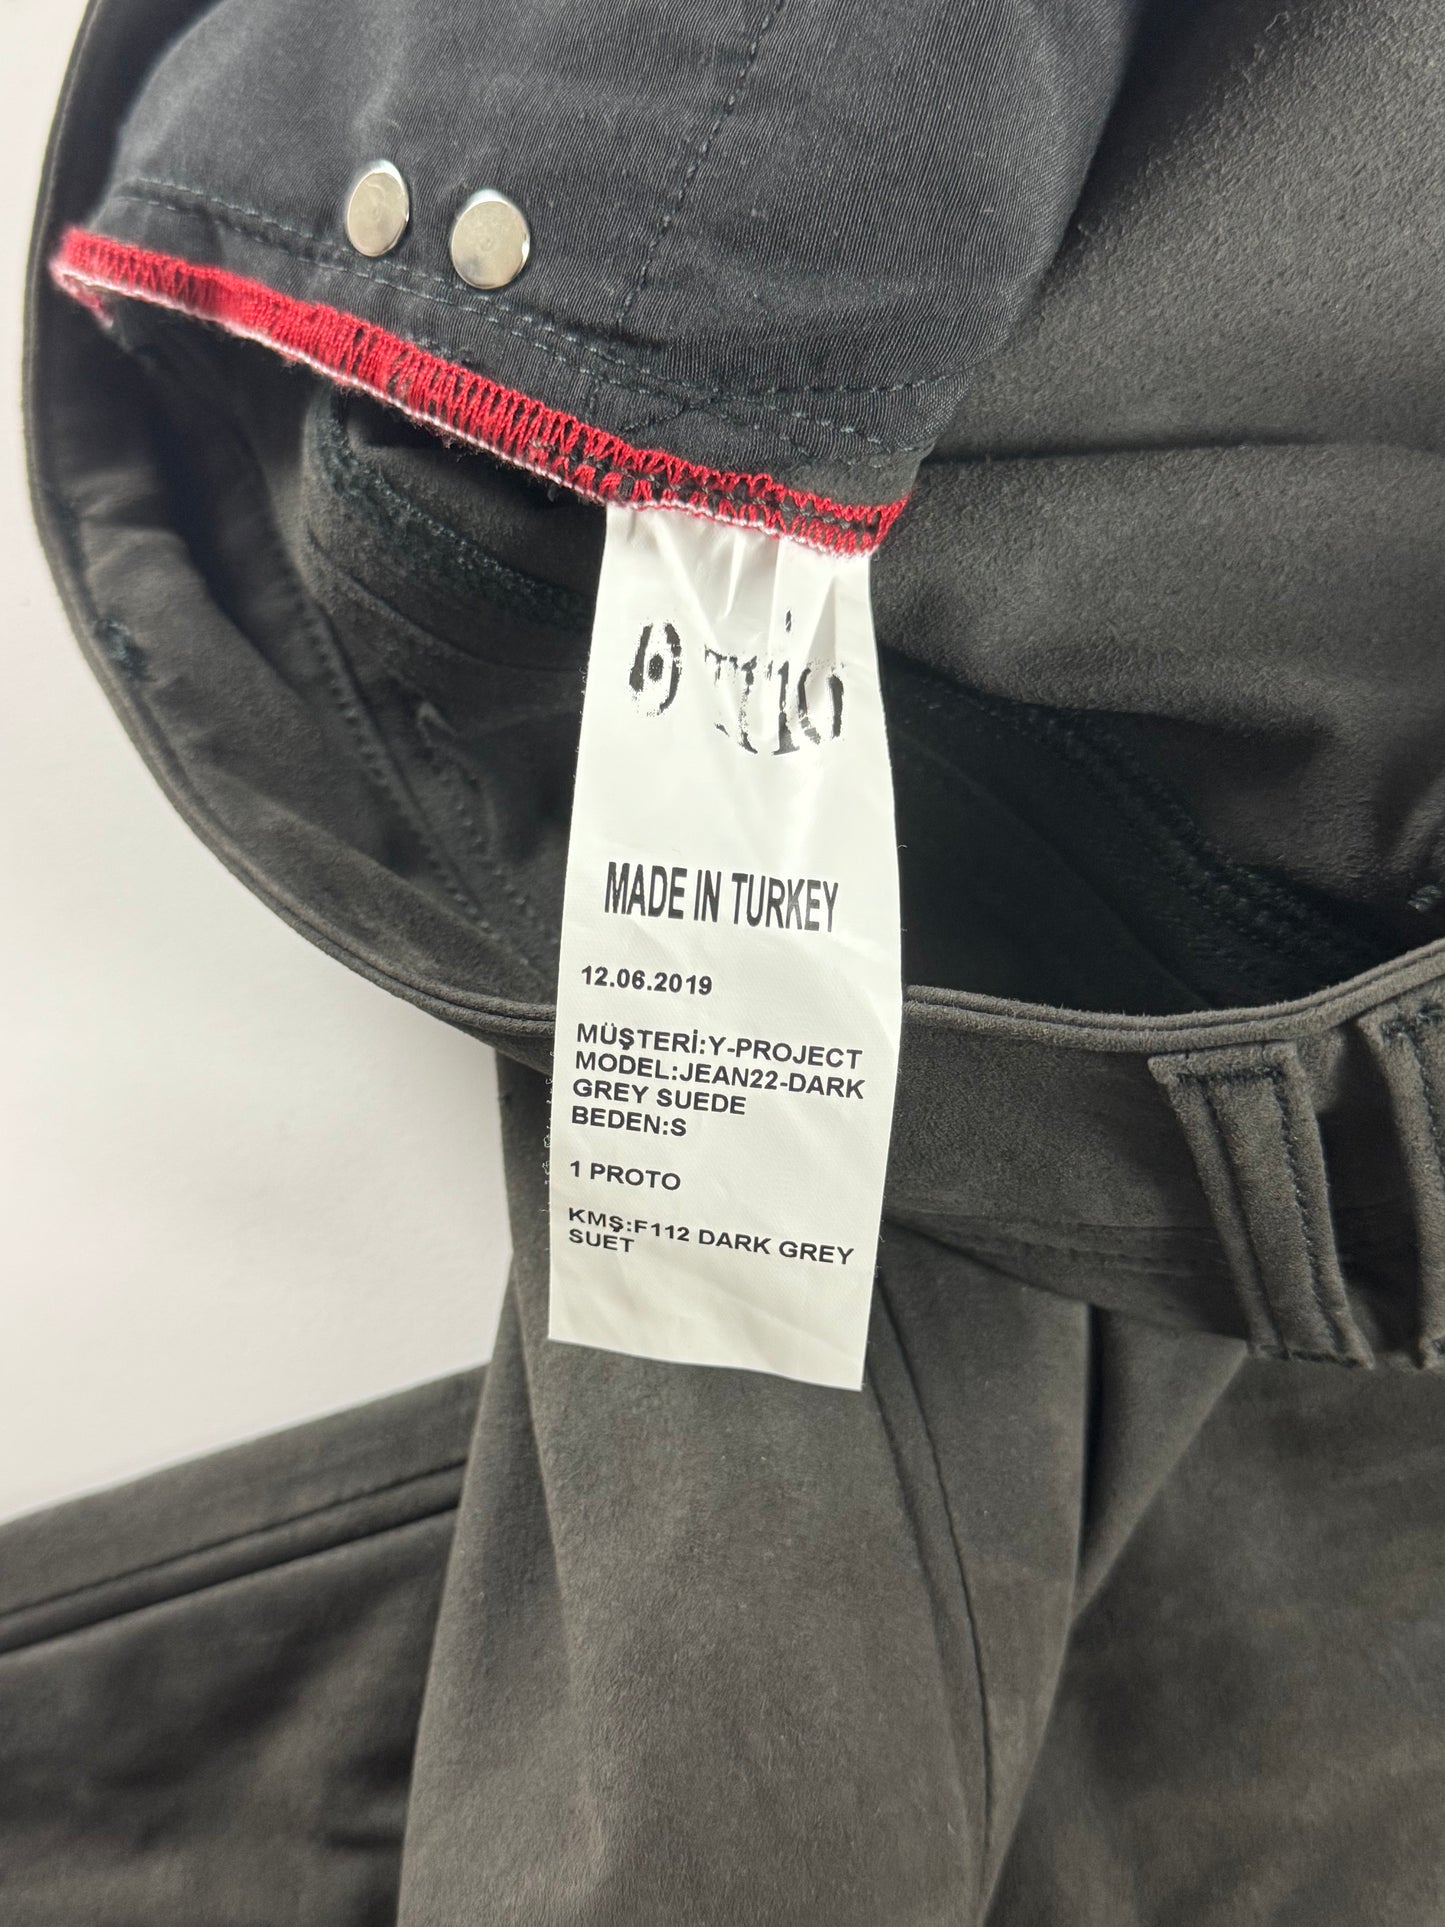 MADE IN TURKEY
12.06.2019
MÜŞTERİ:Y-PROJECT
MODEL:JEAN22-DARK
GREY SUEDE
BEDEN:S
1 PROTO
KMŞ:F112 DARK GREY
SUET